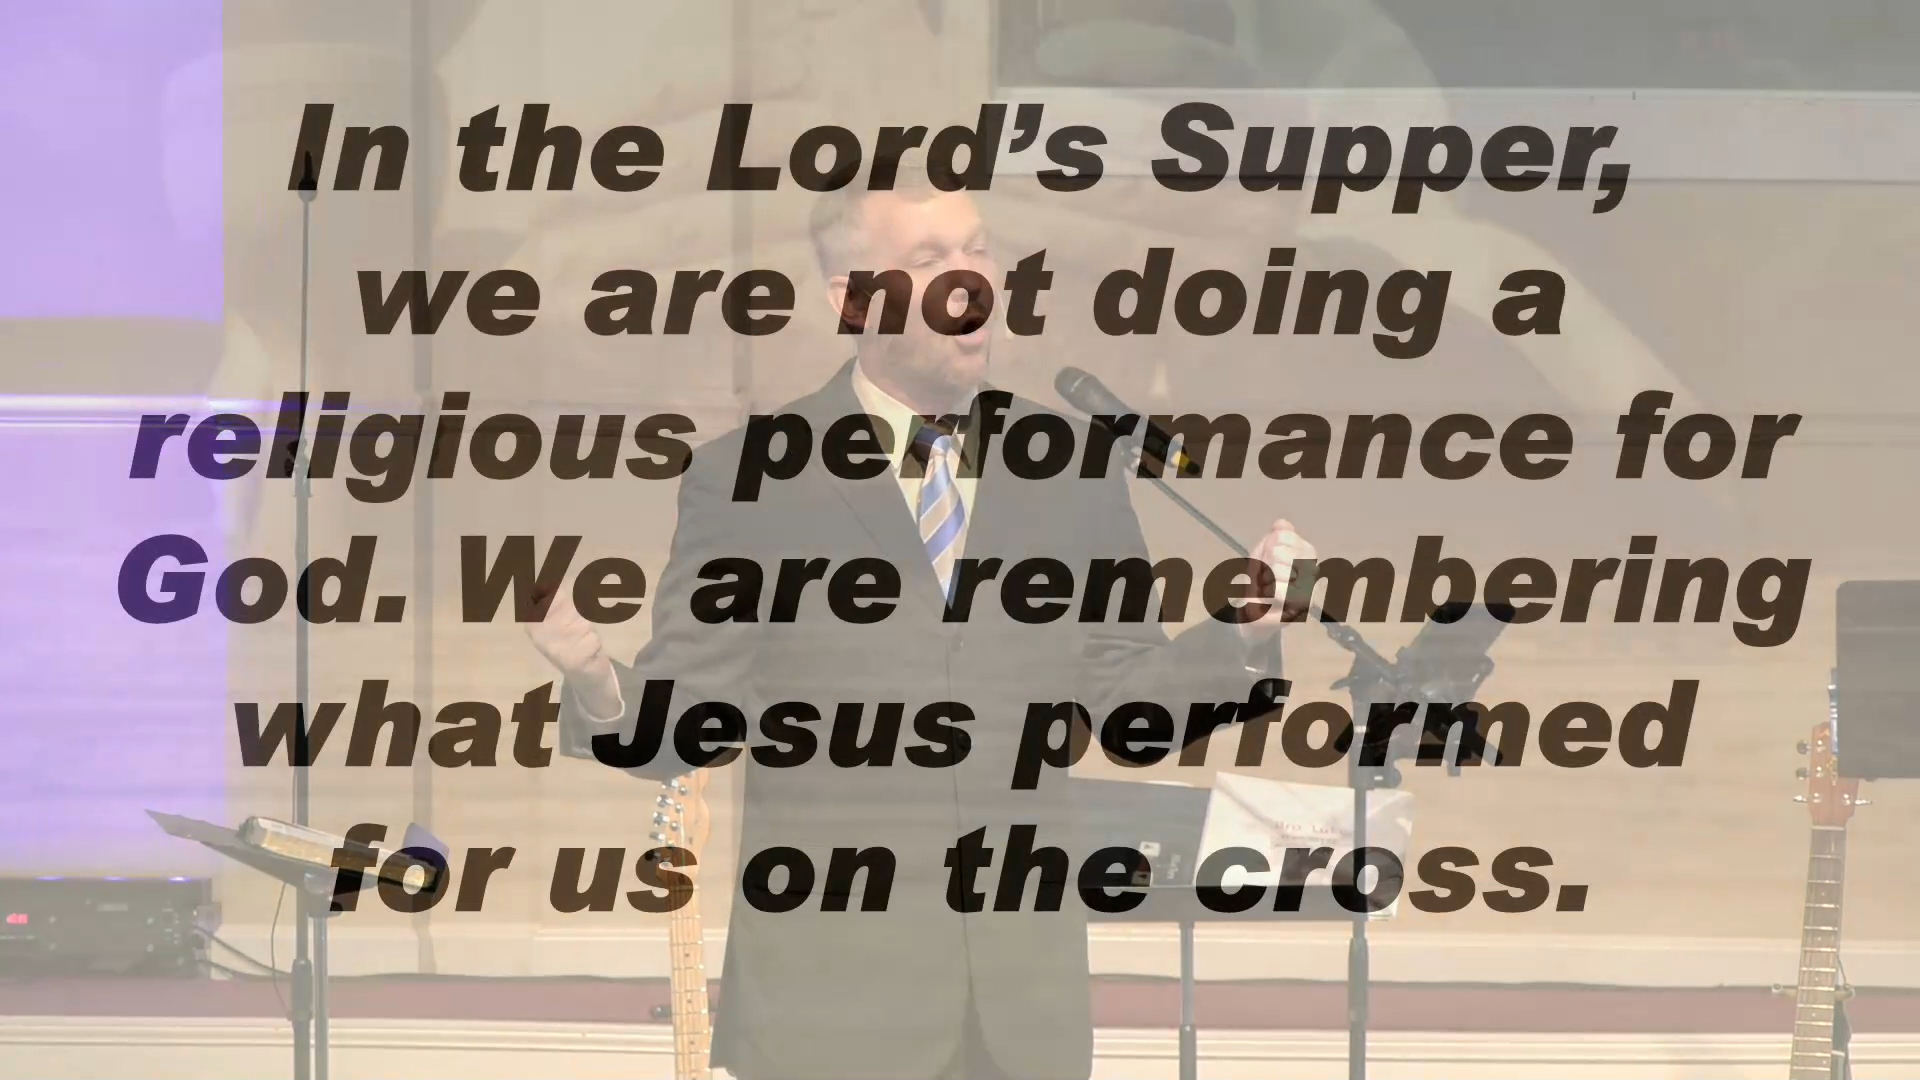 In the Lord’s Supper,
we are not doing a
religious performance for
God. We are remembering
what Jesus performed
for us on the cross.